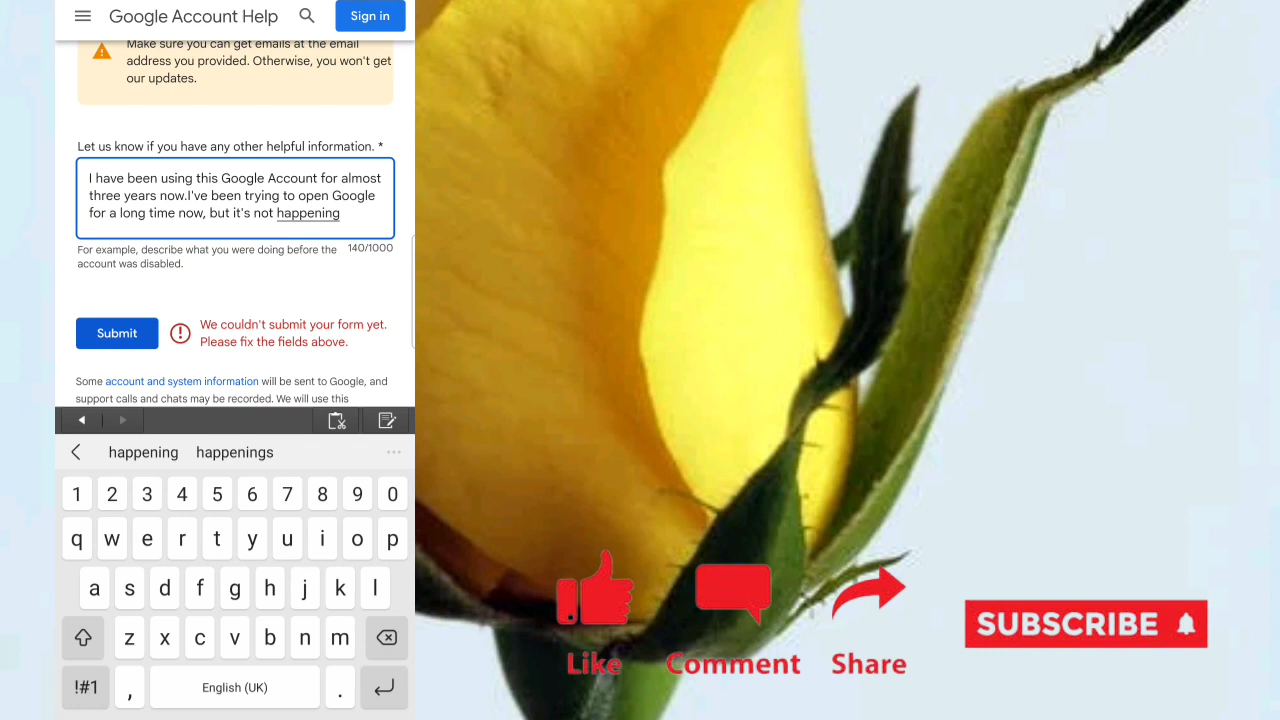 Google Account Help
Sign in
Make sure you can get emails at the email
address you provided. Otherwise, you won't get
our updates.
Let us know if you have any other helpful information. *
I have been using this Google Account for almost
three years now.I've been trying to open Google
for a long time now, but it's not happening
For example, describe what you were doing before the
account was disabled.
140/1000
Submit
We couldn't submit your form yet.
Please fix the fields above.
Some account and system information will be sent to Google, and
support calls and chats may be recorded. We will use this
happening happenings
1 2 3 4 5 6 7 8 9 0
q w e r t y u i o p
a s d f g h j k l
z x c v b n m
!#1 , English (UK) .
Like
Comment
Share
SUBSCRIBE